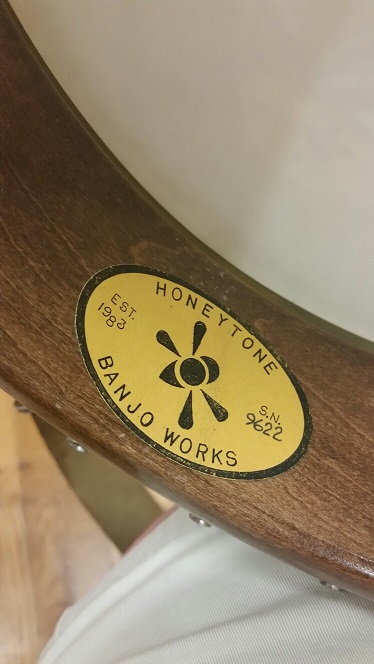 HONEYTONE
EST.
1983
S.N.
9622
BANJO WORKS